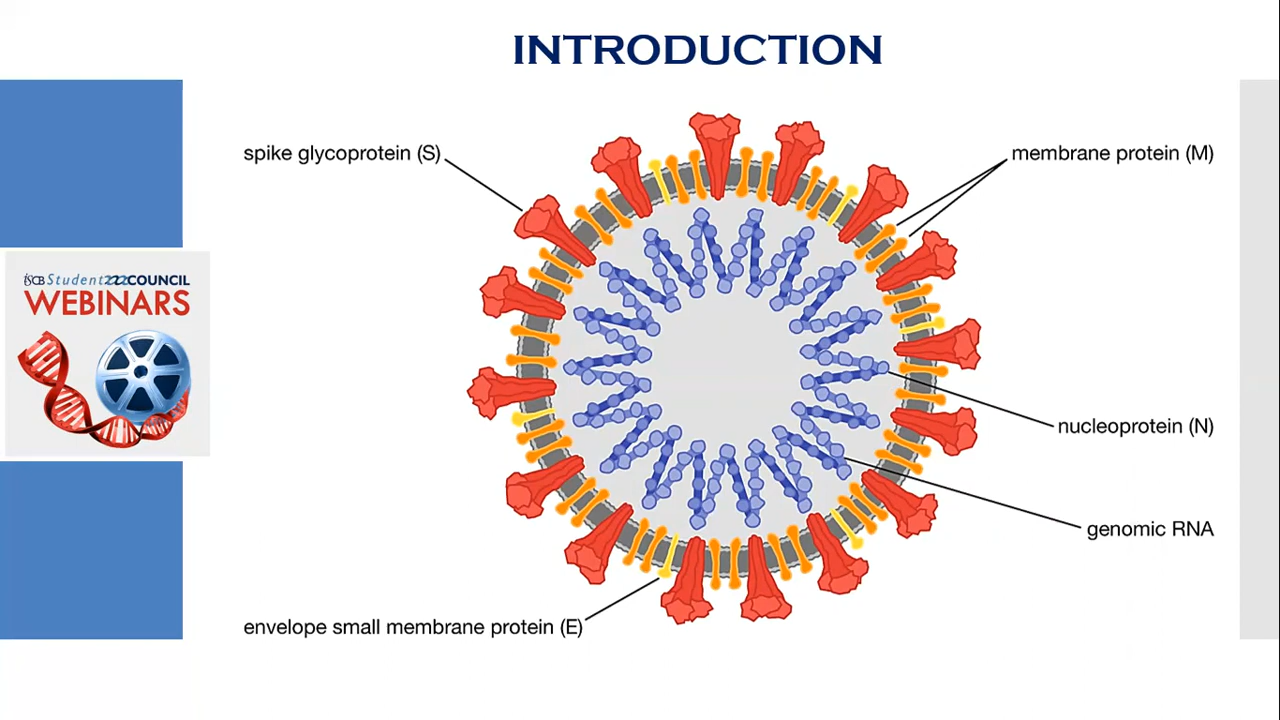 INTRODUCTION
spike glycoprotein (S)
membrane protein (M)
iSCB Student COUNCIL
WEBINARS
nucleoprotein (N)
genomic RNA
envelope small membrane protein (E)